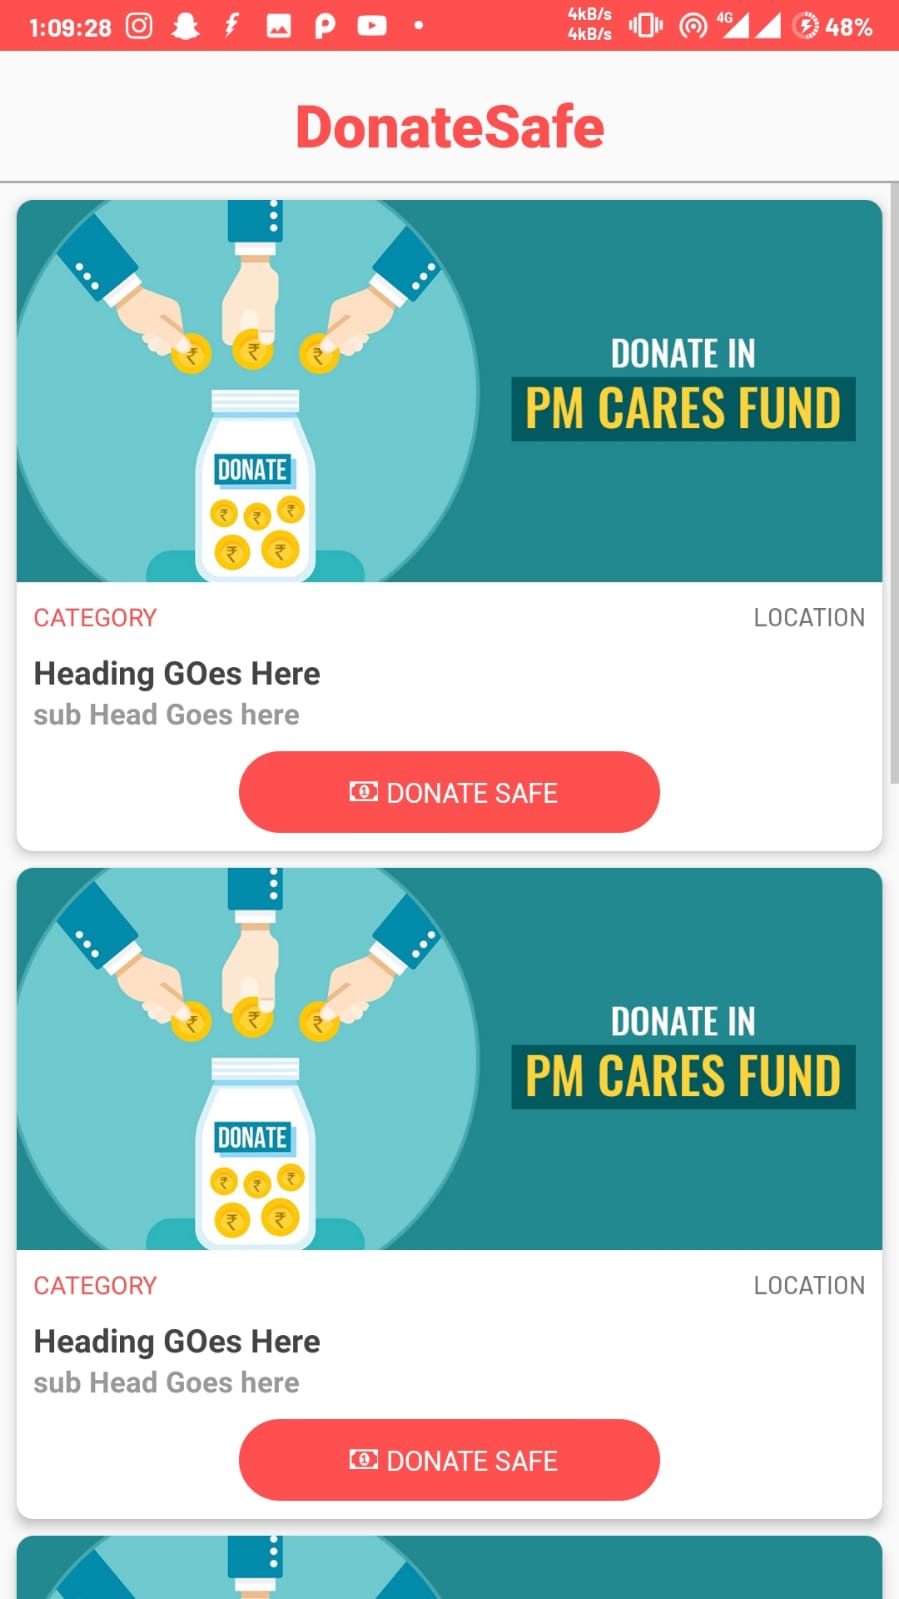 1:09:28
4kB/s
4kB/s
4G
48%
DonateSafe
₹ ₹ ₹
DONATE
₹ ₹ ₹
₹ ₹
DONATE IN
PM CARES FUND
CATEGORY
LOCATION
Heading GOes Here
sub Head Goes here
1 DONATE SAFE
₹ ₹ ₹
DONATE
₹ ₹ ₹
₹ ₹
DONATE IN
PM CARES FUND
CATEGORY
LOCATION
Heading GOes Here
sub Head Goes here
1 DONATE SAFE